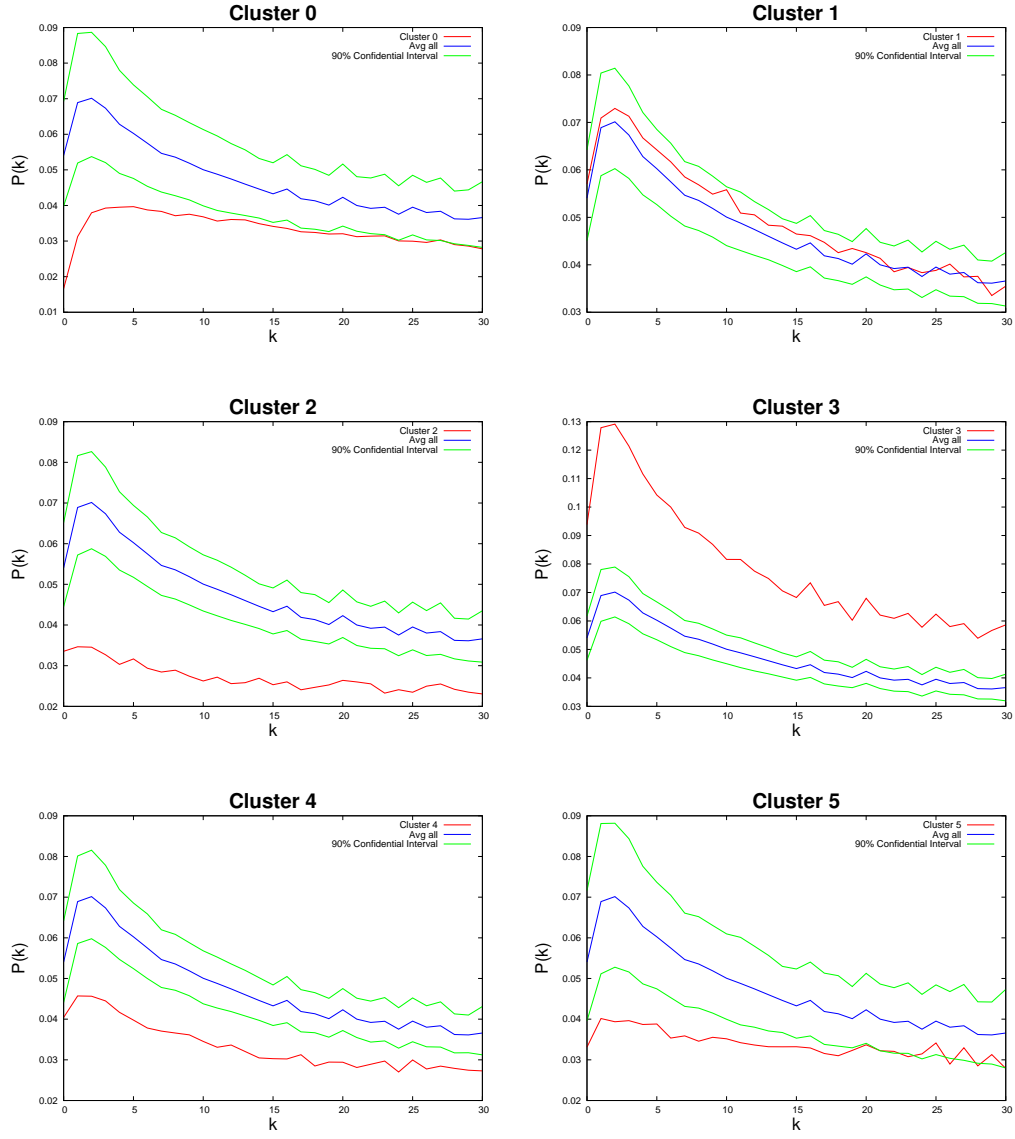 Cluster 0
0.09
0.08
0.07
0.06
0.05
0.04
0.03
0.02
0.01
P(k)
0 5 10 15 20 25 30
k
Cluster 0
Avg all
90% Confidential Interval
Cluster 1
0.09
0.08
0.07
0.06
0.05
0.04
0.03
P(k)
0 5 10 15 20 25 30
k
Cluster 1
Avg all
90% Confidential Interval
Cluster 2
0.09
0.08
0.07
0.06
0.05
0.04
0.03
0.02
P(k)
0 5 10 15 20 25 30
k
Cluster 2
Avg all
90% Confidential Interval
Cluster 3
0.13
0.12
0.11
0.1
0.09
0.08
0.07
0.06
0.05
0.04
0.03
P(k)
0 5 10 15 20 25 30
k
Cluster 3
Avg all
90% Confidential Interval
Cluster 4
0.09
0.08
0.07
0.06
0.05
0.04
0.03
0.02
P(k)
0 5 10 15 20 25 30
k
Cluster 4
Avg all
90% Confidential Interval
Cluster 5
0.09
0.08
0.07
0.06
0.05
0.04
0.03
0.02
P(k)
0 5 10 15 20 25 30
k
Cluster 5
Avg all
90% Confidential Interval